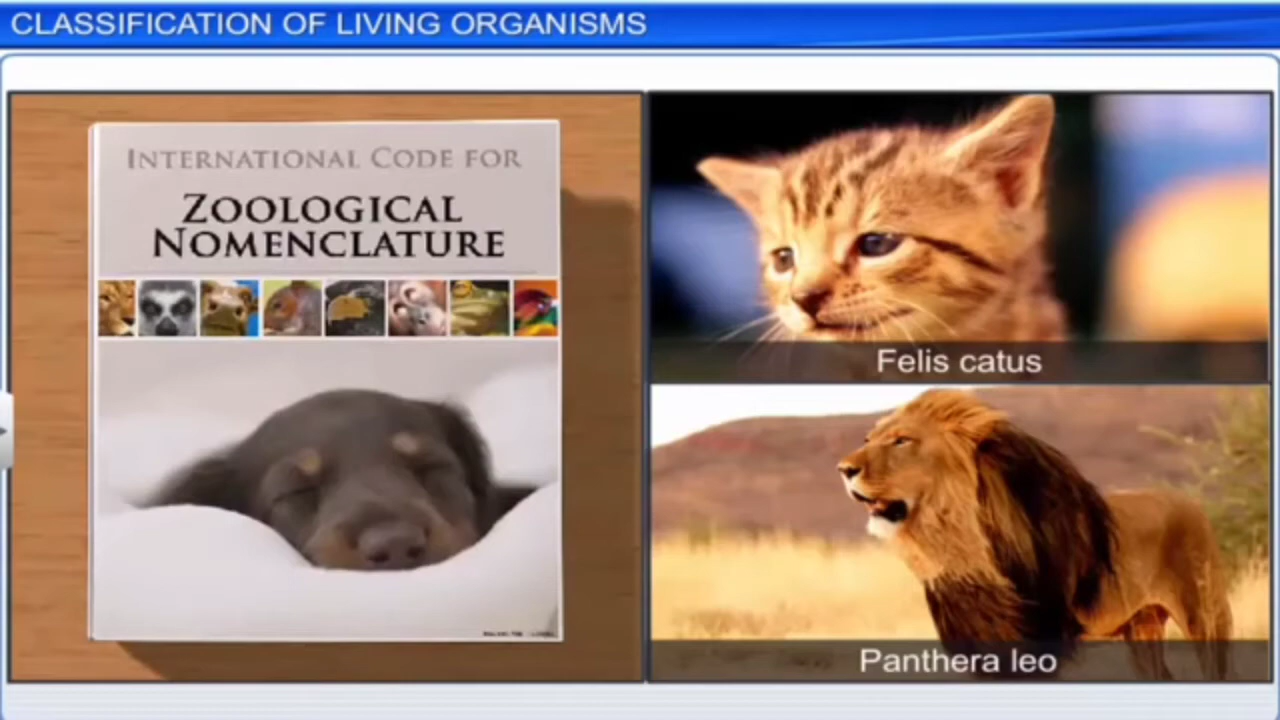 CLASSIFICATION OF LIVING ORGANISMS
INTERNATIONAL CODE FOR
ZOOLOGICAL
NOMENCLATURE
Felis catus
Panthera leo